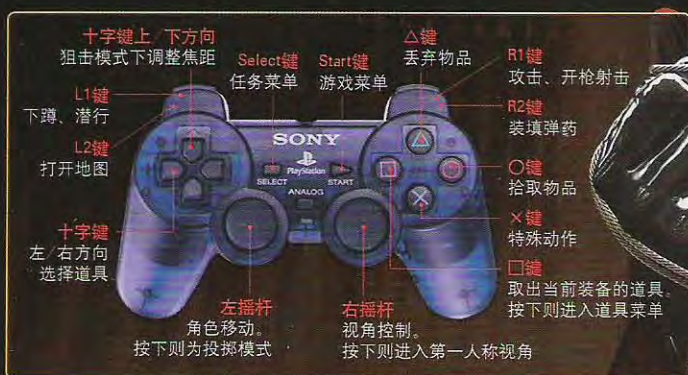 十字键上／下方向
狙击模式下调整焦距
Select键
任务菜单
Start键
游戏菜单
△键
丢弃物品
R1键
攻击、开枪射击
L1键
下蹲、潜行
R2键
装填弹药
L2键
打开地图
SONY
PlayStation
SELECT
START
ANALOG
○键
拾取物品
×键
特殊动作
十字键
左／右方向
选择道具
□键
取出当前装备的道具。
按下则进入道具菜单
左摇杆
角色移动。
按下则为投掷模式
右摇杆
视角控制。
按下则进入第一人称视角